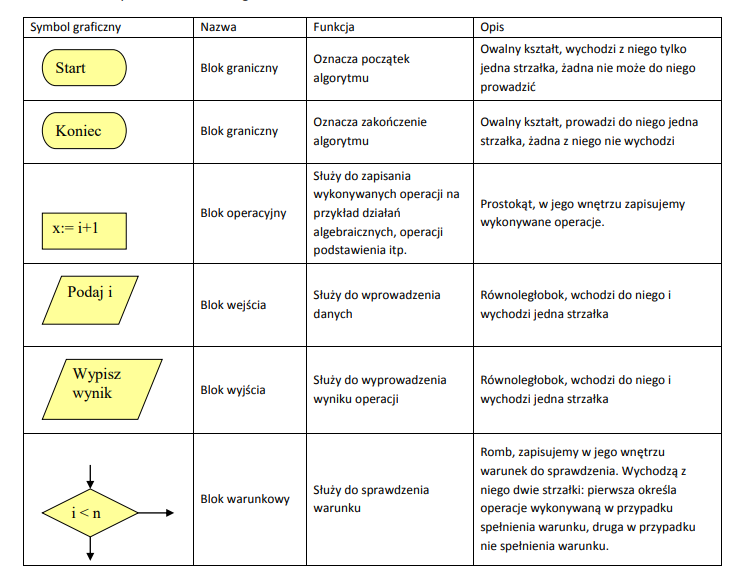 Symbol graficzny
Nazwa
Funkcja
Opis
Start
Blok graniczny
Oznacza początek
algorytmu
Owalny kształt, wychodzi z niego tylko
jedna strzałka, żadna nie może do niego
prowadzić
Koniec
Blok graniczny
Oznacza zakończenie
algorytmu
Owalny kształt, prowadzi do niego jedna
strzałka, żadna z niego nie wychodzi
x:= i+1
Blok operacyjny
Służy do zapisania
wykonywanych operacji na
przykład działań
algebraicznych, operacji
podstawienia itp.
Prostokąt, w jego wnętrzu zapisujemy
wykonywane operacje.
Podaj i
Blok wejścia
Służy do wprowadzenia
danych
Równoległobok, wchodzi do niego i
wychodzi jedna strzałka
Wypisz
wynik
Blok wyjścia
Służy do wyprowadzenia
wyniku operacji
Równoległobok, wchodzi do niego i
wychodzi jedna strzałka
i < n
Blok warunkowy
Służy do sprawdzenia
warunku
Romb, zapisujemy w jego wnętrzu
warunek do sprawdzenia. Wychodzą z
niego dwie strzałki: pierwsza określa
operacje wykonywaną w przypadku
spełnienia warunku, druga w przypadku
nie spełnienia warunku.